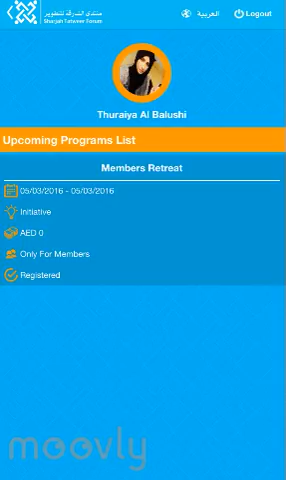 منتدى الشارقة للتطوير
Sharjah Tatweer Forum
العربية
Logout
Thuraiya Al Balushi
Upcoming Programs List
Members Retreat
05/03/2016 - 05/03/2016
Initiative
AED 0
Only For Members
Registered
moovly